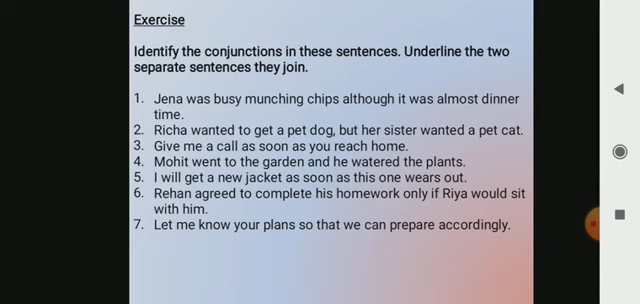 Exercise
Identify the conjunctions in these sentences. Underline the two
separate sentences they join.
1. Jena was busy munching chips although it was almost dinner
time.
2. Richa wanted to get a pet dog, but her sister wanted a pet cat.
3. Give me a call as soon as you reach home.
4. Mohit went to the garden and he watered the plants.
5. I will get a new jacket as soon as this one wears out.
6. Rehan agreed to complete his homework only if Riya would sit
with him.
7. Let me know your plans so that we can prepare accordingly.